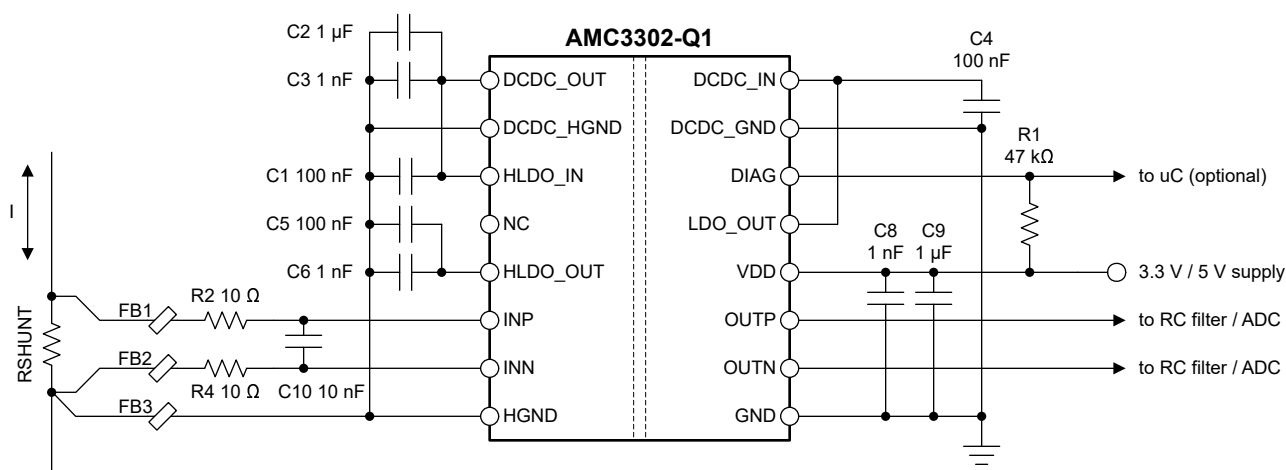 AMC3302-Q1
C2 1 µF
C3 1 nF
C1 100 nF
C5 100 nF
C6 1 nF
I
RSHUNT
FB1
R2 10 Ω
FB2
R4 10 Ω
C10 10 nF
FB3
DCDC_OUT
DCDC_HGND
HLDO_IN
NC
HLDO_OUT
INP
INN
HGND
DCDC_IN
DCDC_GND
DIAG
LDO_OUT
VDD
OUTP
OUTN
GND
C4
100 nF
R1
47 kΩ
to uC (optional)
C8
1 nF
C9
1 µF
3.3 V / 5 V supply
to RC filter / ADC
to RC filter / ADC